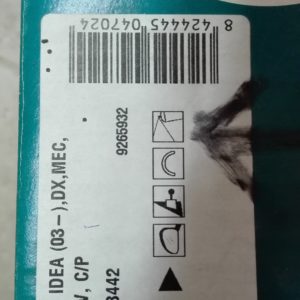 IDEA (03-),DX,MEC,
V, C/P
3442
9265932
8 424445 047024